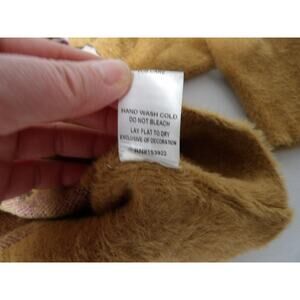 HAND WASH COLD
DO NOT BLEACH
LAY FLAT TO DRY
EXCLUSIVE OF DECORATION